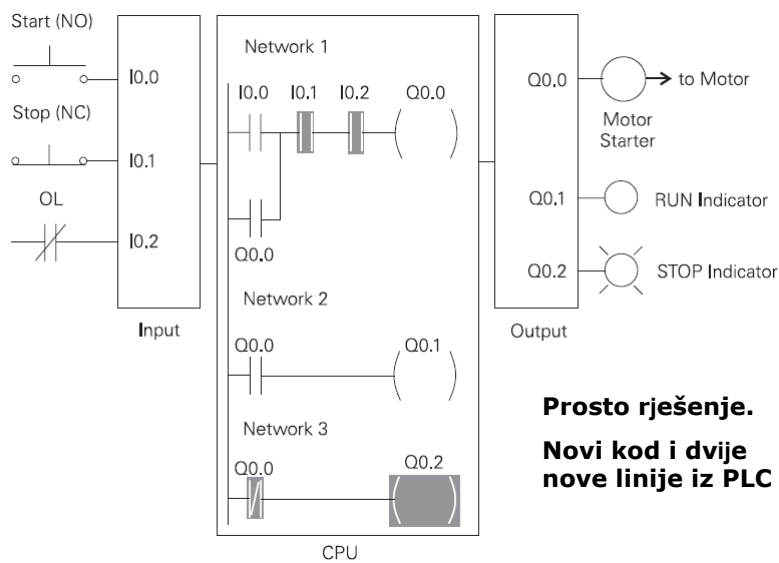 Start (NO)
I0.0
Stop (NC)
I0.1
OL
I0.2
Input
Network 1
I0.0 I0.1 I0.2 Q0.0
Q0.0
Network 2
Q0.0 Q0.1
Network 3
Q0.0 Q0.2
CPU
Q0.0 to Motor
Motor
Starter
Q0.1 RUN Indicator
Q0.2 STOP Indicator
Output
Prosto rješenje.
Novi kod i dvije
nove linije iz PLC